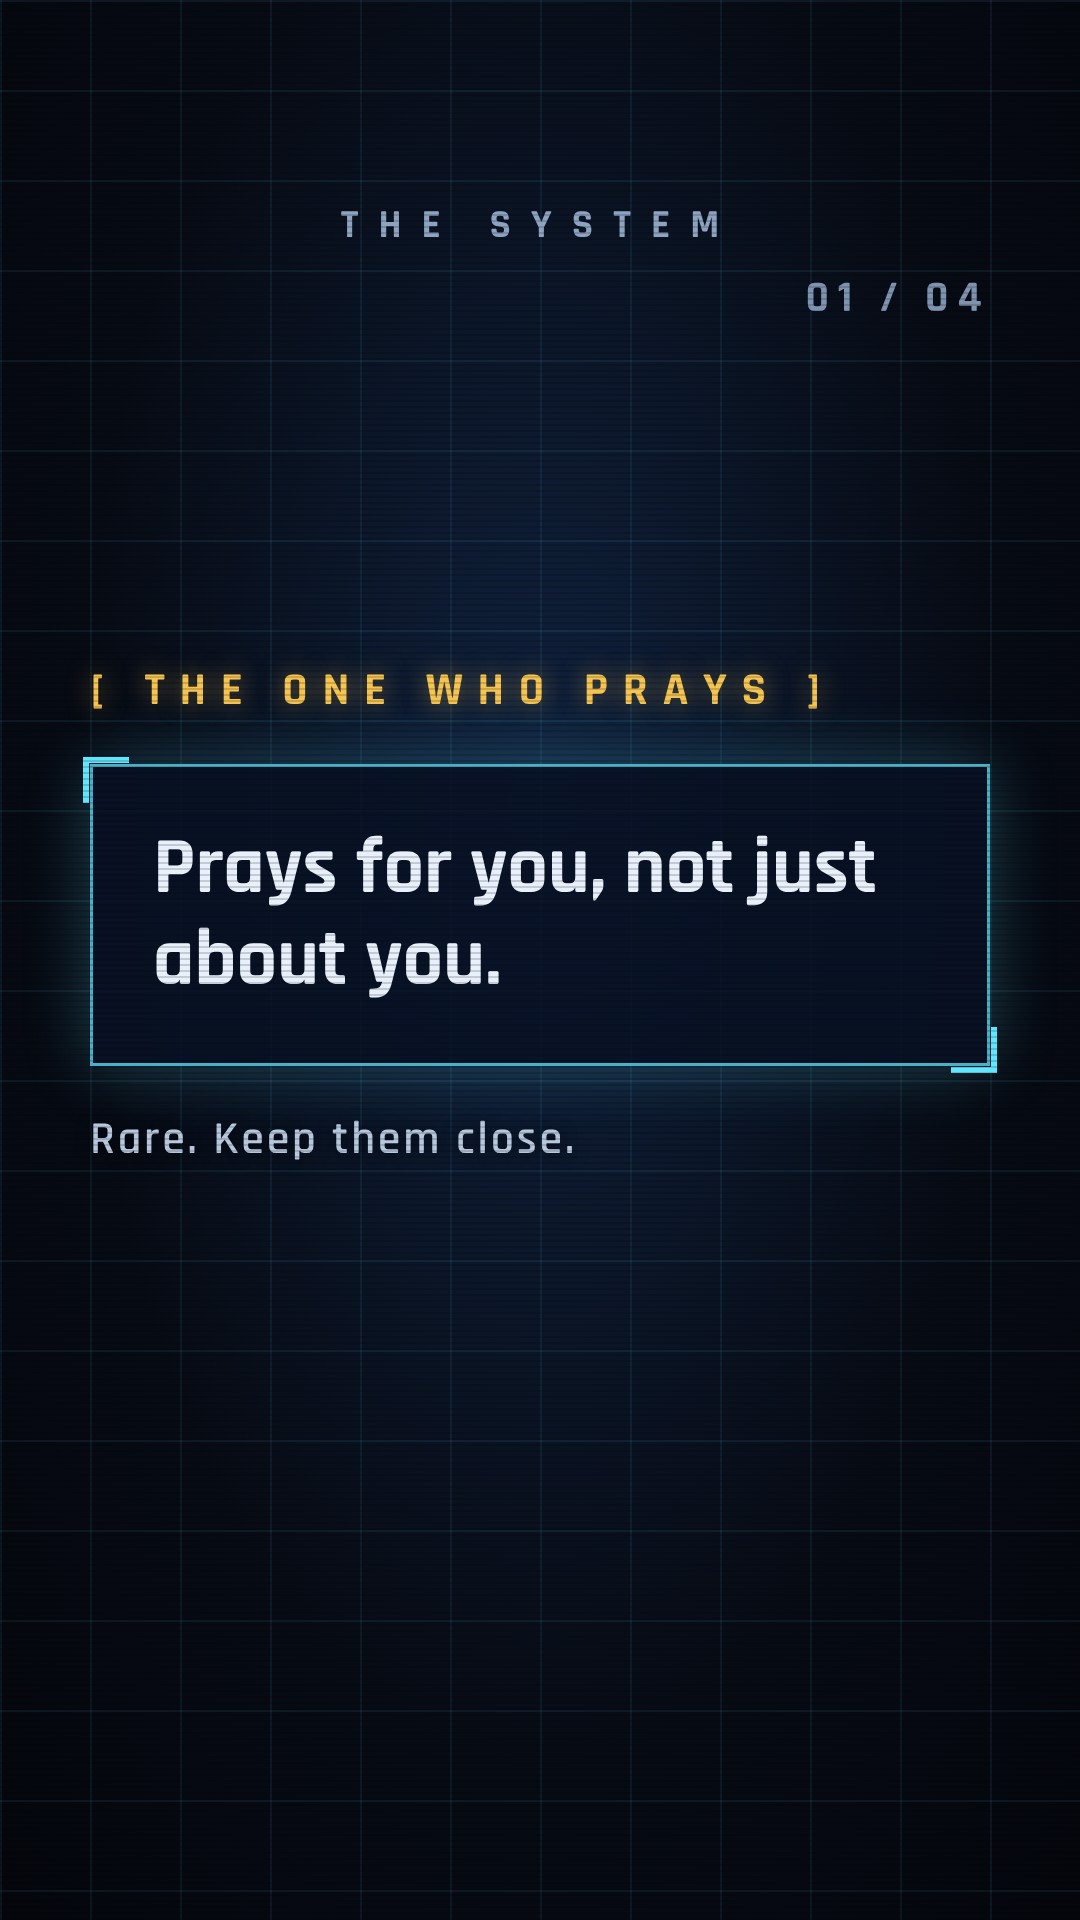 THE SYSTEM
01 / 04
[ THE ONE WHO PRAYS ]
Prays for you, not just
about you.
Rare. Keep them close.